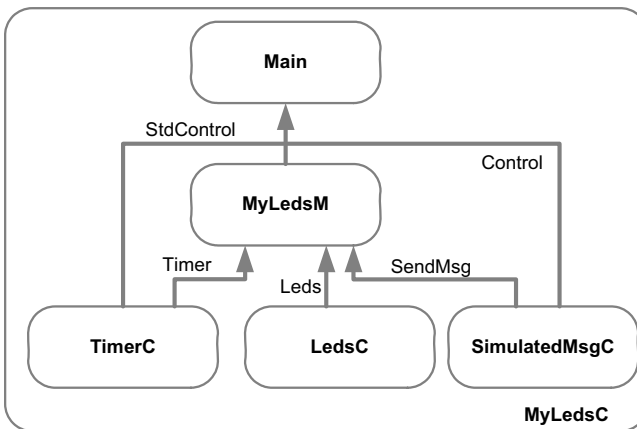 Main
StdControl
Control
MyLedsM
Timer
SendMsg
Leds
TimerC
LedsC
SimulatedMsgC
MyLedsC